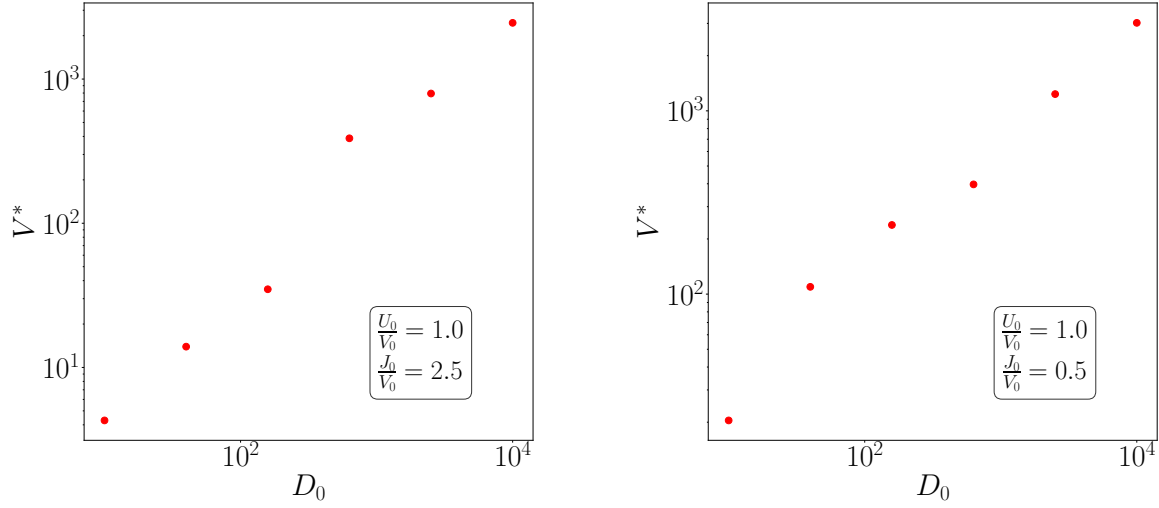 10^3
10^2
10^1
V^*
U_0/V_0 = 1.0
J_0/V_0 = 2.5
10^2
10^4
D_0
10^3
10^2
V^*
U_0/V_0 = 1.0
J_0/V_0 = 0.5
10^2
10^4
D_0